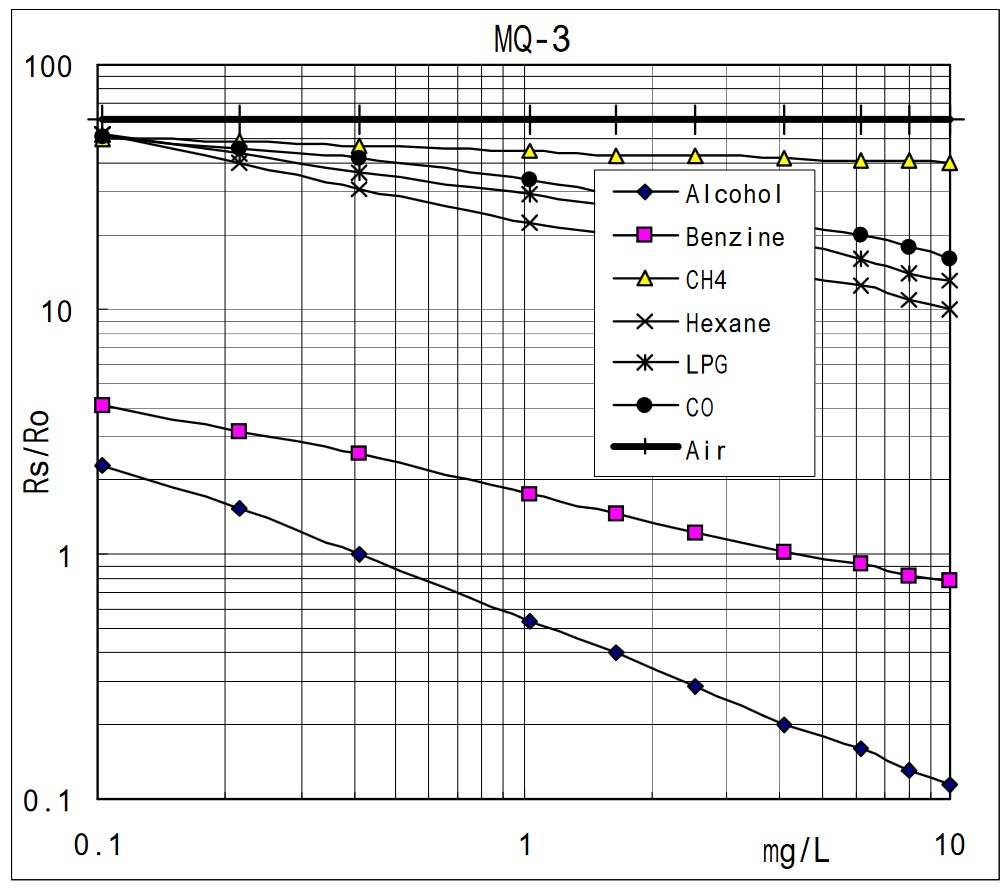 MQ-3
100
10
1
0.1
Rs/Ro
Alcohol
Benzine
CH4
Hexane
LPG
CO
Air
0.1
1
mg/L
10